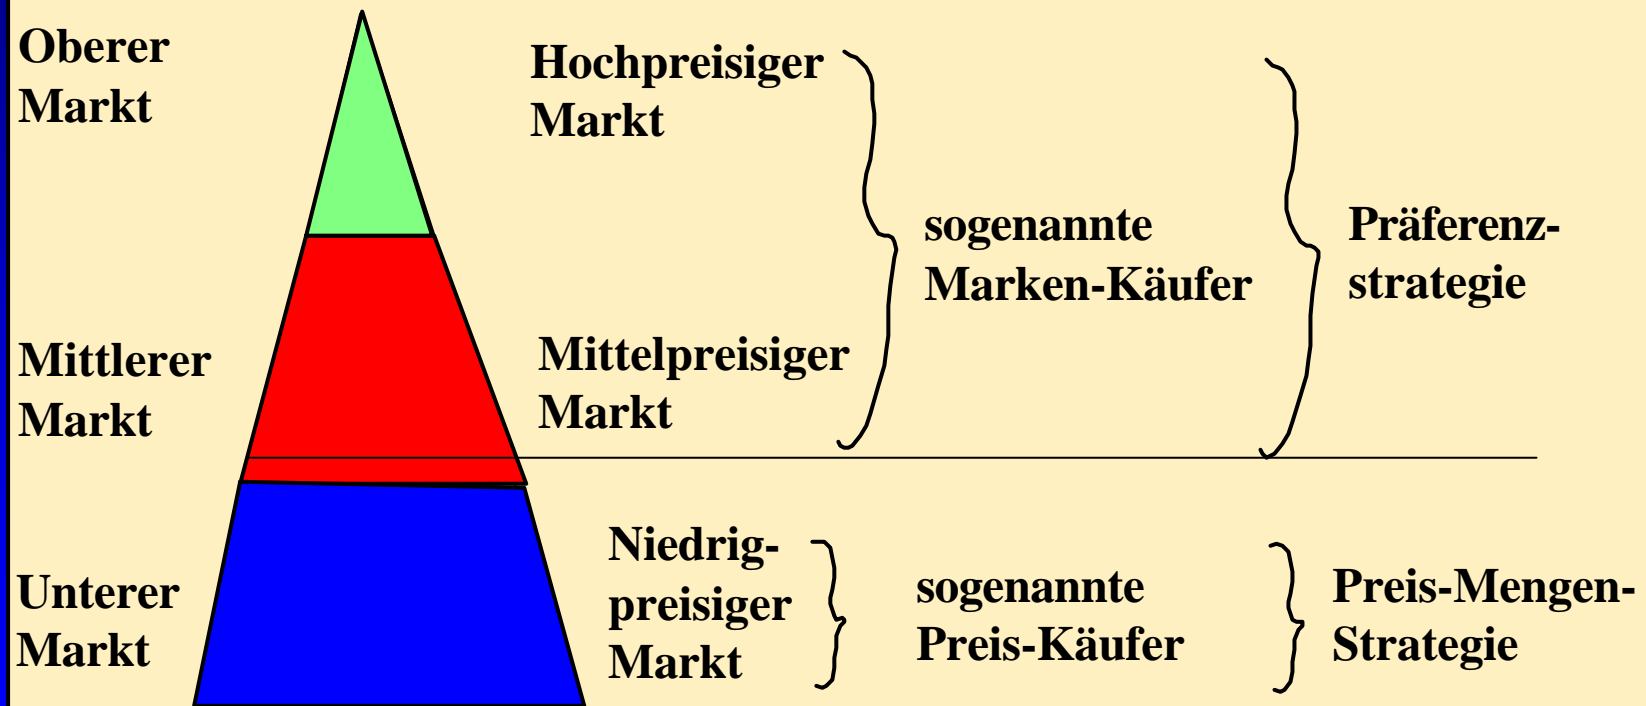 Oberer
Markt
Hochpreisiger
Markt
sogenannte
Marken-Käufer
Präferenz-
strategie
Mittlerer
Markt
Mittelpreisiger
Markt
Unterer
Markt
Niedrig-
preisiger
Markt
sogenannte
Preis-Käufer
Preis-Mengen-
Strategie